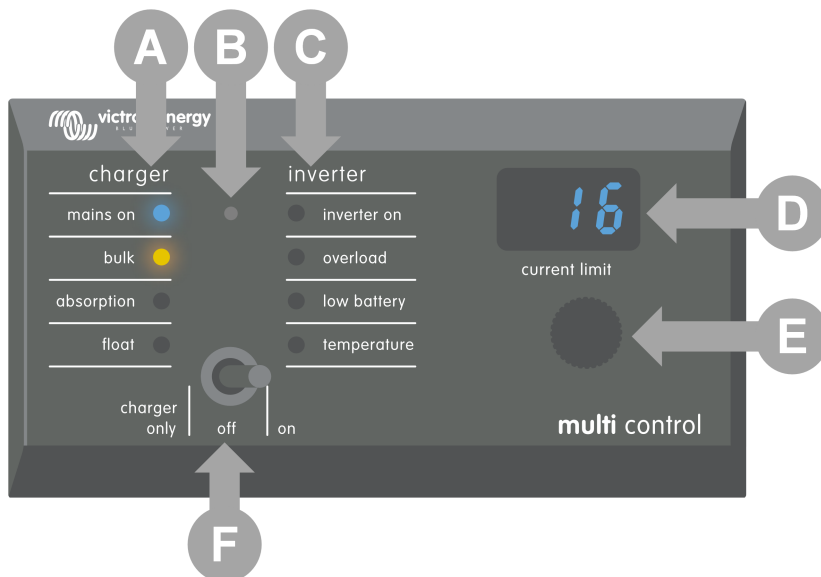 A B C
victron energy
charger
inverter
mains on
inverter on
bulk
overload
absorption
low battery
float
temperature
16
current limit
D
E
charger
only
off
on
multi control
F